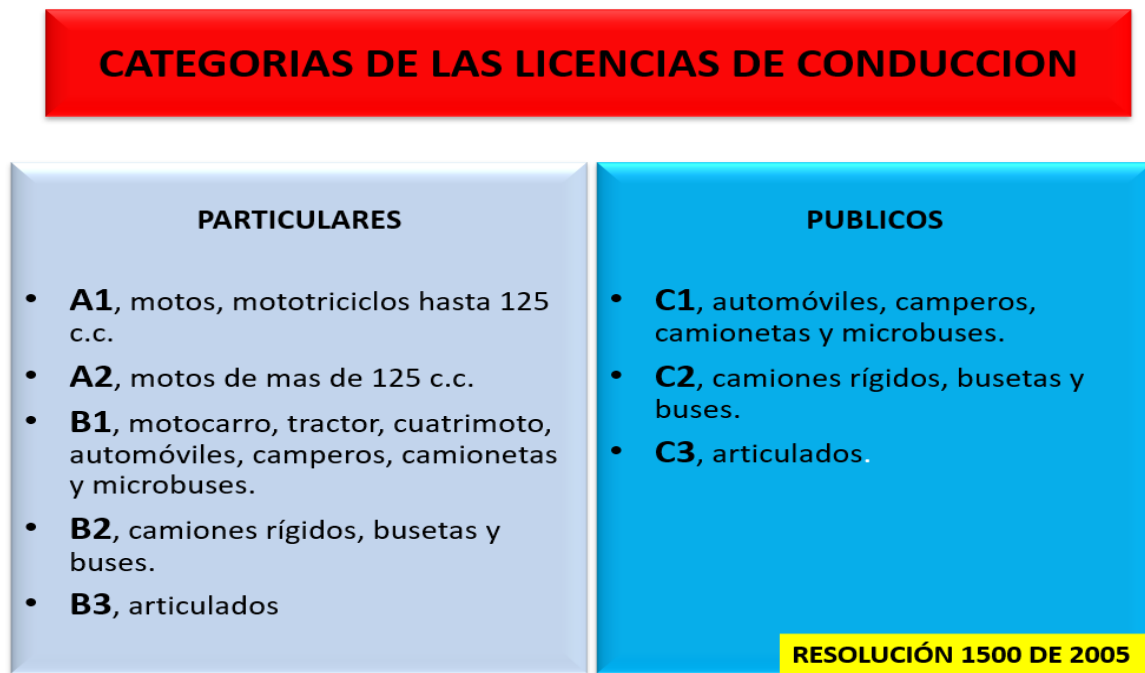 CATEGORIAS DE LAS LICENCIAS DE CONDUCCION
PARTICULARES
• A1, motos, mototriciclos hasta 125
c.c.
• A2, motos de mas de 125 c.c.
• B1, motocarro, tractor, cuatrimoto,
automóviles, camperos, camionetas
y microbuses.
• B2, camiones rígidos, busetas y
buses.
• B3, articulados
PUBLICOS
• C1, automóviles, camperos,
camionetas y microbuses.
• C2, camiones rígidos, busetas y
buses.
• C3, articulados.
RESOLUCIÓN 1500 DE 2005